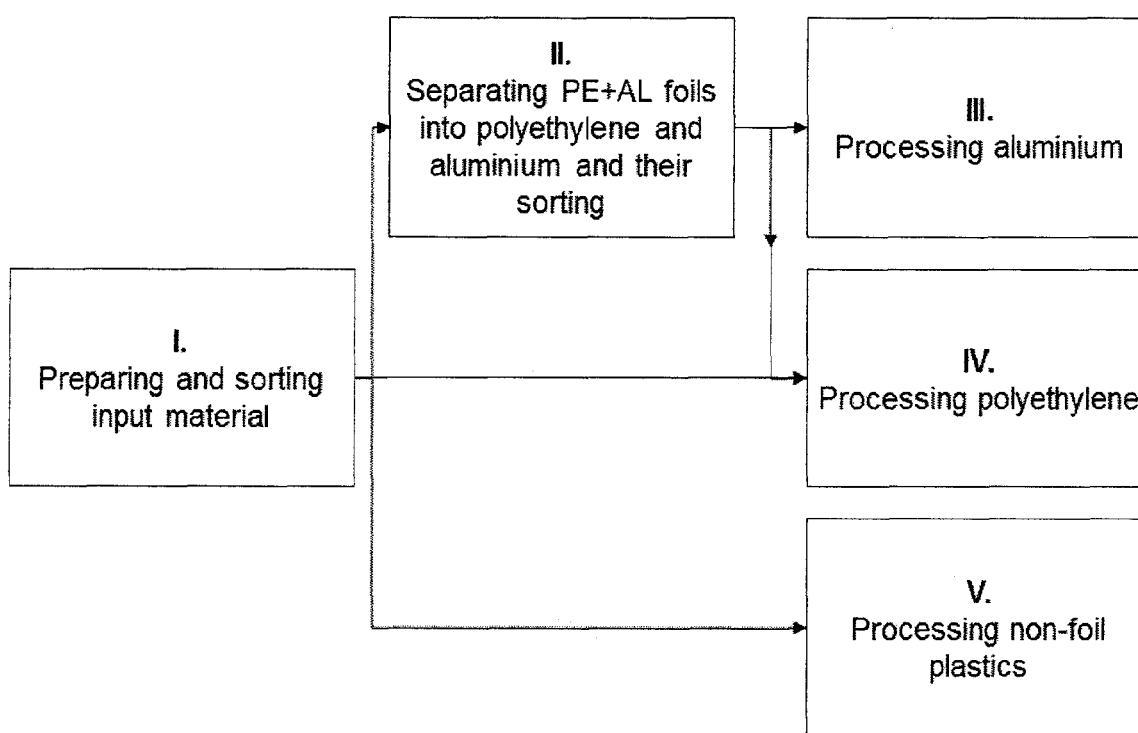 II.
Separating PE+AL foils
into polyethylene and
aluminium and their
sorting
III.
Processing aluminium
I.
Preparing and sorting
input material
IV.
Processing polyethylene
V.
Processing non-foil
plastics